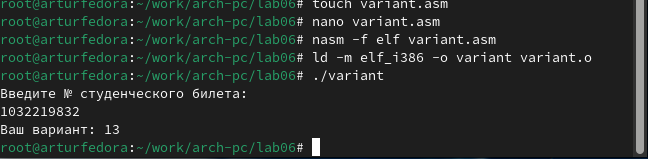 root@arturfedora:~/work/arch-pc/lab06# touch variant.asm
root@arturfedora:~/work/arch-pc/lab06# nano variant.asm
root@arturfedora:~/work/arch-pc/lab06# nasm -f elf variant.asm
root@arturfedora:~/work/arch-pc/lab06# ld -m elf_i386 -o variant variant.o
root@arturfedora:~/work/arch-pc/lab06# ./variant
Введите № студенческого билета:
1032219832
Ваш вариант: 13
root@arturfedora:~/work/arch-pc/lab06#